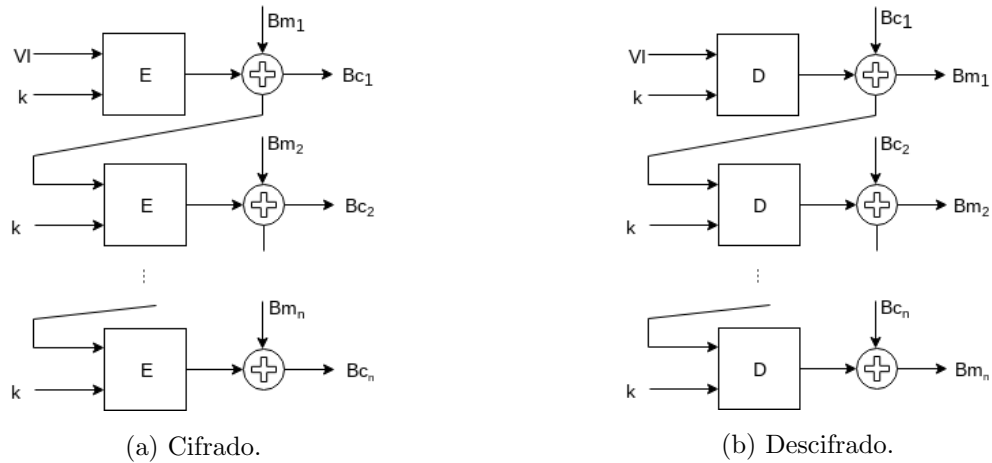 Bm1
VI
E
Bc1
k
Bm2
E
Bc2
k
Bmn
E
Bcn
k
(a) Cifrado.
Bc1
VI
D
Bm1
k
Bc2
D
Bm2
k
Bcn
D
Bmn
k
(b) Descifrado.